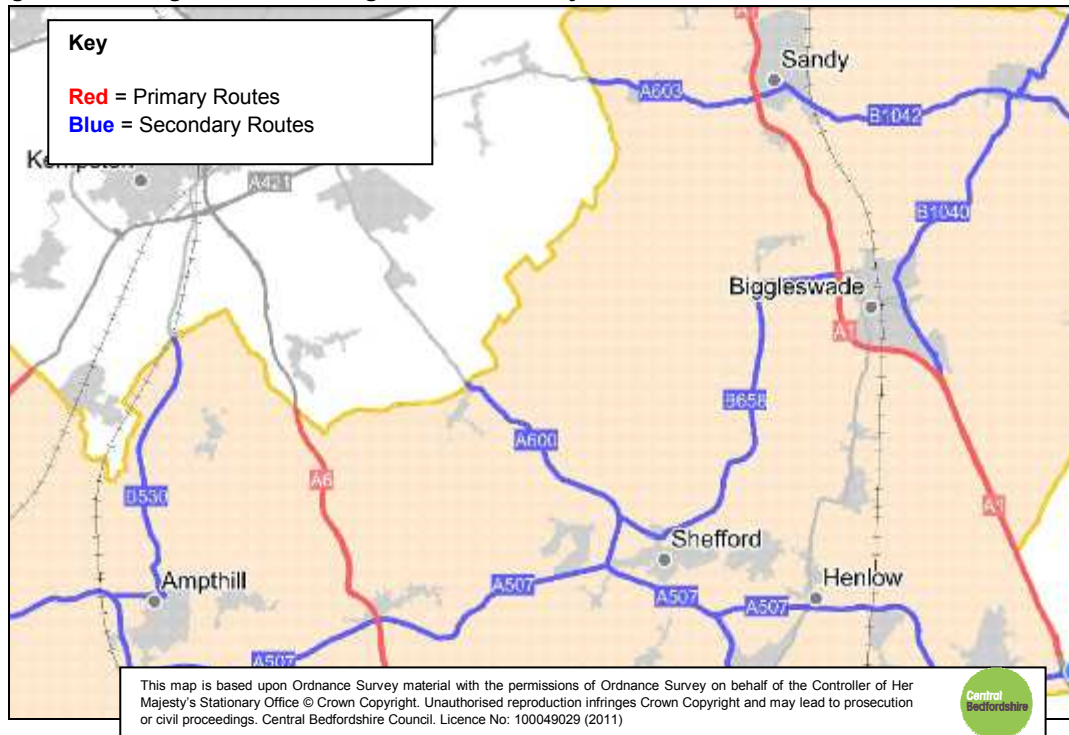 Key
Red = Primary Routes
Blue = Secondary Routes
Sandy
A603
B1042
A421
B1040
Biggleswade
A1
B658
A600
A6
B530
Shefford
Ampthill
Henlow
A507
A507
A507
A1
A507
This map is based upon Ordnance Survey material with the permissions of Ordnance Survey on behalf of the Controller of Her
Majesty's Stationary Office © Crown Copyright. Unauthorised reproduction infringes Crown Copyright and may lead to prosecution
or civil proceedings. Central Bedfordshire Council. Licence No: 100049029 (2011)
Central
Bedfordshire